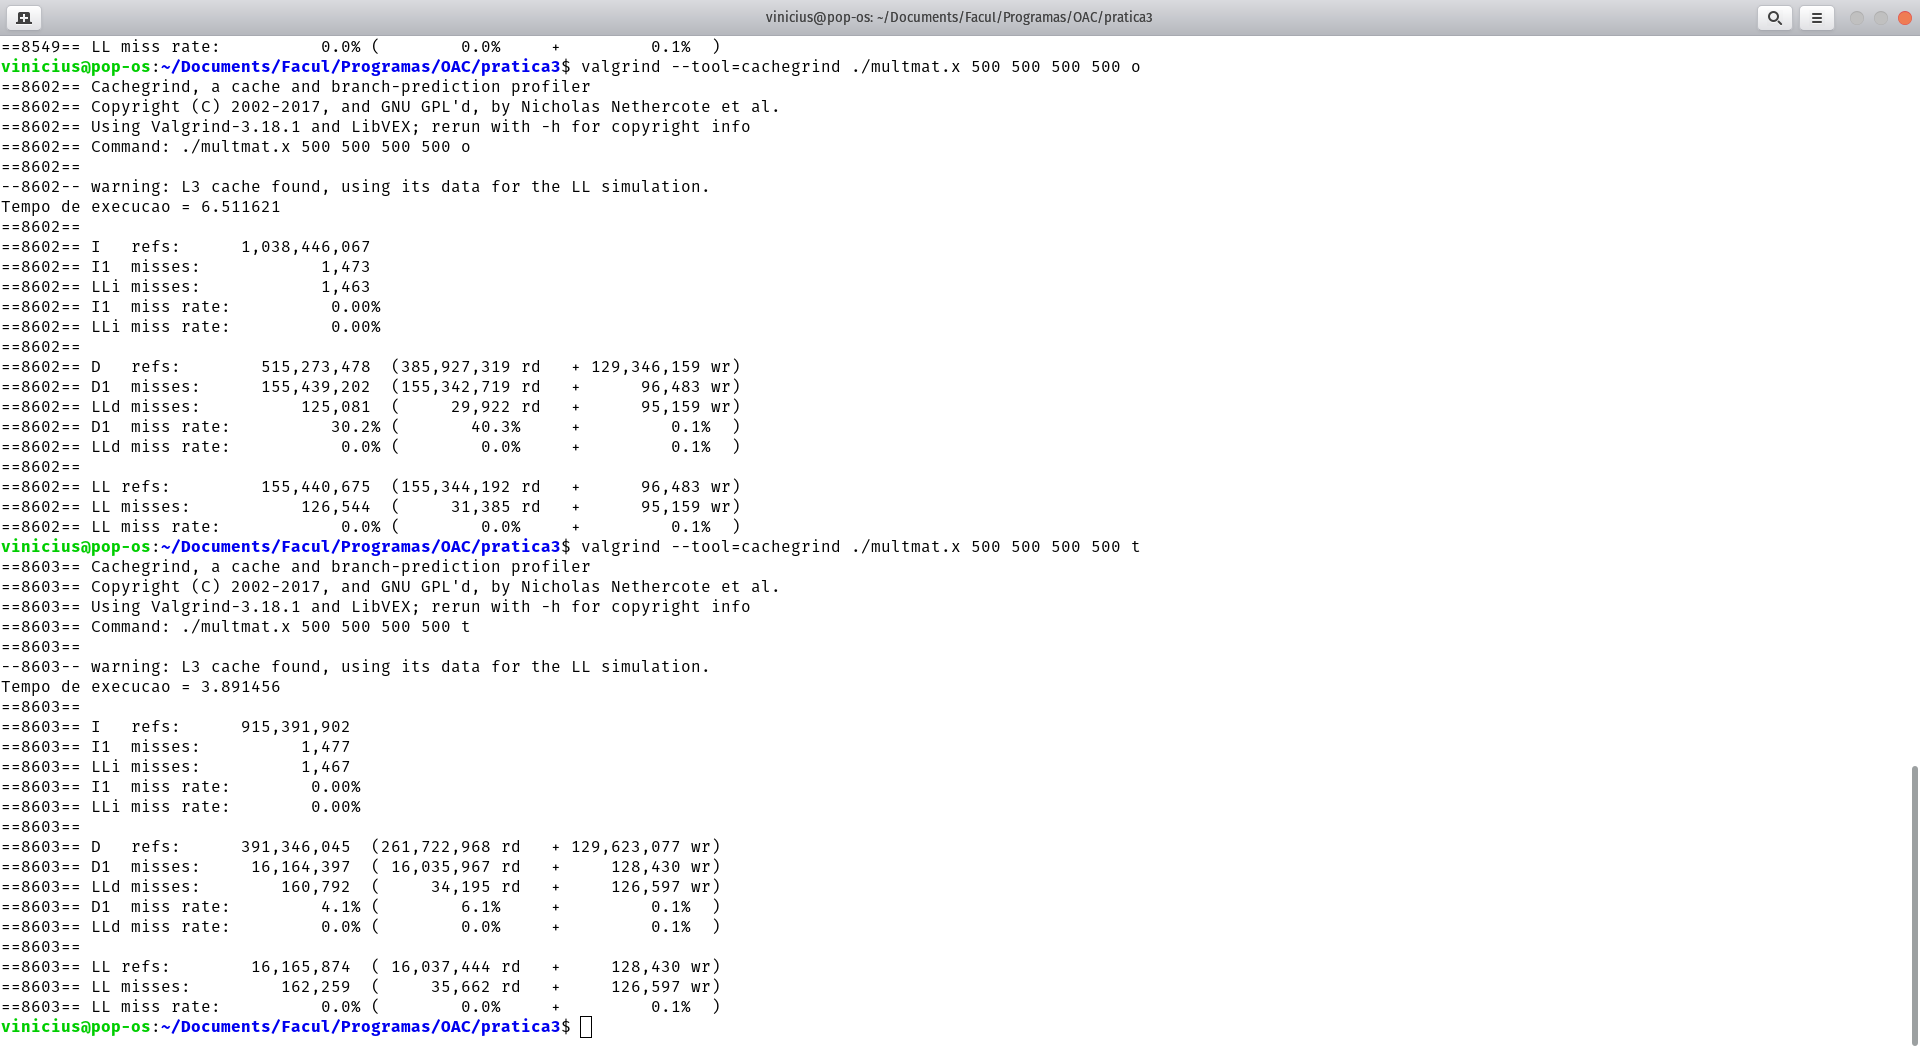 vinicius@pop-os: ~/Documents/Facul/Programas/OAC/pratica3
==8549== LL miss rate:          0.0% (        0.0%     +         0.1%  )
vinicius@pop-os:~/Documents/Facul/Programas/OAC/pratica3$ valgrind --tool=cachegrind ./multmat.x 500 500 500 500 o
==8602== Cachegrind, a cache and branch-prediction profiler
==8602== Copyright (C) 2002-2017, and GNU GPL'd, by Nicholas Nethercote et al.
==8602== Using Valgrind-3.18.1 and LibVEX; rerun with -h for copyright info
==8602== Command: ./multmat.x 500 500 500 500 o
==8602==
--8602-- warning: L3 cache found, using its data for the LL simulation.
Tempo de execucao = 6.511621
==8602==
==8602== I   refs:      1,038,446,067
==8602== I1  misses:            1,473
==8602== LLi misses:            1,463
==8602== I1  miss rate:          0.00%
==8602== LLi miss rate:          0.00%
==8602==
==8602== D   refs:        515,273,478  (385,927,319 rd   + 129,346,159 wr)
==8602== D1  misses:      155,439,202  (155,342,719 rd   +      96,483 wr)
==8602== LLd misses:          125,081  (     29,922 rd   +      95,159 wr)
==8602== D1  miss rate:          30.2% (       40.3%     +         0.1%  )
==8602== LLd miss rate:           0.0% (        0.0%     +         0.1%  )
==8602==
==8602== LL refs:         155,440,675  (155,344,192 rd   +      96,483 wr)
==8602== LL misses:           126,544  (     31,385 rd   +      95,159 wr)
==8602== LL miss rate:            0.0% (        0.0%     +         0.1%  )
vinicius@pop-os:~/Documents/Facul/Programas/OAC/pratica3$ valgrind --tool=cachegrind ./multmat.x 500 500 500 500 t
==8603== Cachegrind, a cache and branch-prediction profiler
==8603== Copyright (C) 2002-2017, and GNU GPL'd, by Nicholas Nethercote et al.
==8603== Using Valgrind-3.18.1 and LibVEX; rerun with -h for copyright info
==8603== Command: ./multmat.x 500 500 500 500 t
==8603==
--8603-- warning: L3 cache found, using its data for the LL simulation.
Tempo de execucao = 3.891456
==8603==
==8603== I   refs:      915,391,902
==8603== I1  misses:          1,477
==8603== LLi misses:          1,467
==8603== I1  miss rate:        0.00%
==8603== LLi miss rate:        0.00%
==8603==
==8603== D   refs:      391,346,045  (261,722,968 rd   + 129,623,077 wr)
==8603== D1  misses:     16,164,397  ( 16,035,967 rd   +     128,430 wr)
==8603== LLd misses:        160,792  (     34,195 rd   +     126,597 wr)
==8603== D1  miss rate:         4.1% (        6.1%     +         0.1%  )
==8603== LLd miss rate:         0.0% (        0.0%     +         0.1%  )
==8603==
==8603== LL refs:        16,165,874  ( 16,037,444 rd   +     128,430 wr)
==8603== LL misses:         162,259  (     35,662 rd   +     126,597 wr)
==8603== LL miss rate:          0.0% (        0.0%     +         0.1%  )
vinicius@pop-os:~/Documents/Facul/Programas/OAC/pratica3$